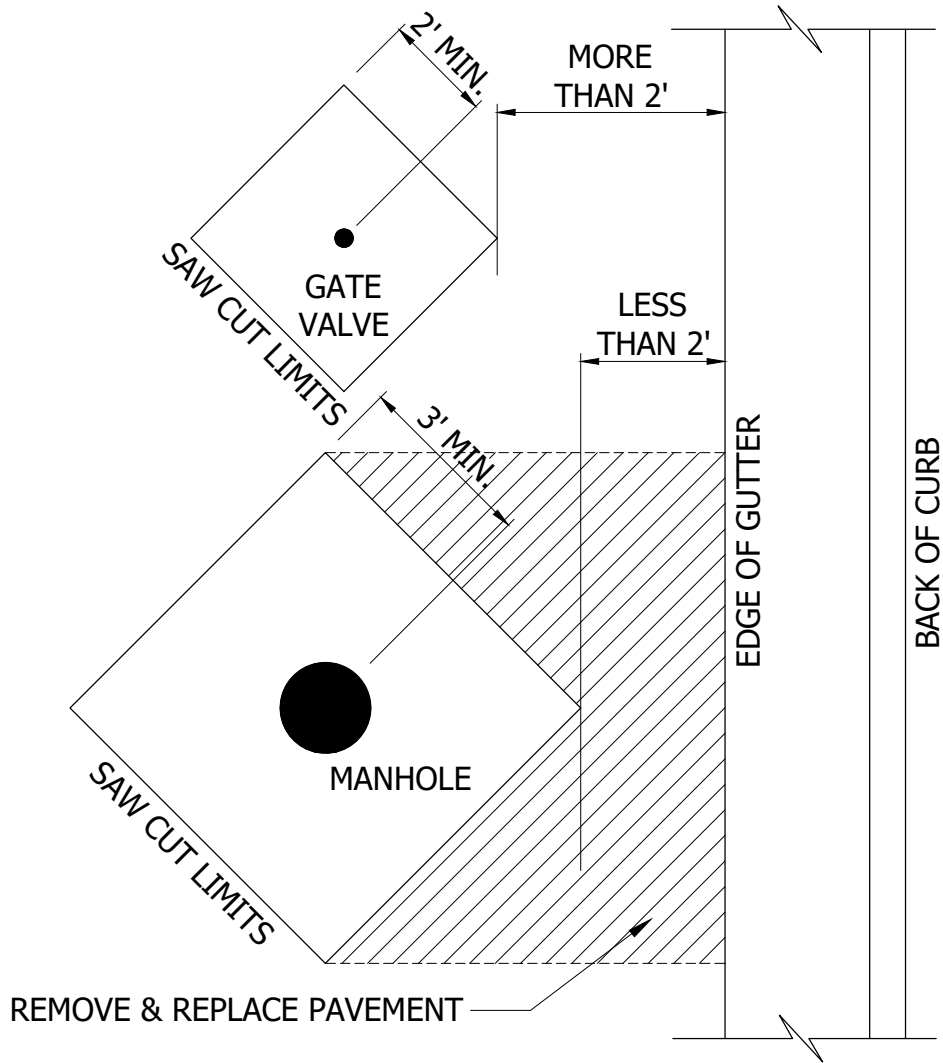 2' MIN.
MORE
THAN 2'
GATE
VALVE
SAW CUT LIMITS
LESS
THAN 2'
3' MIN.
EDGE OF GUTTER
BACK OF CURB
MANHOLE
SAW CUT LIMITS
REMOVE & REPLACE PAVEMENT